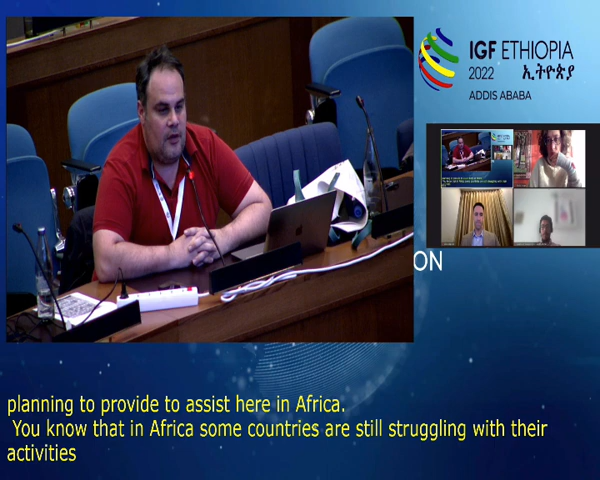 IGF ETHIOPIA
2022 ኢትዮጵያ
ADDIS ABABA
ON
planning to provide to assist here in Africa.
You know that in Africa some countries are still struggling with their
activities